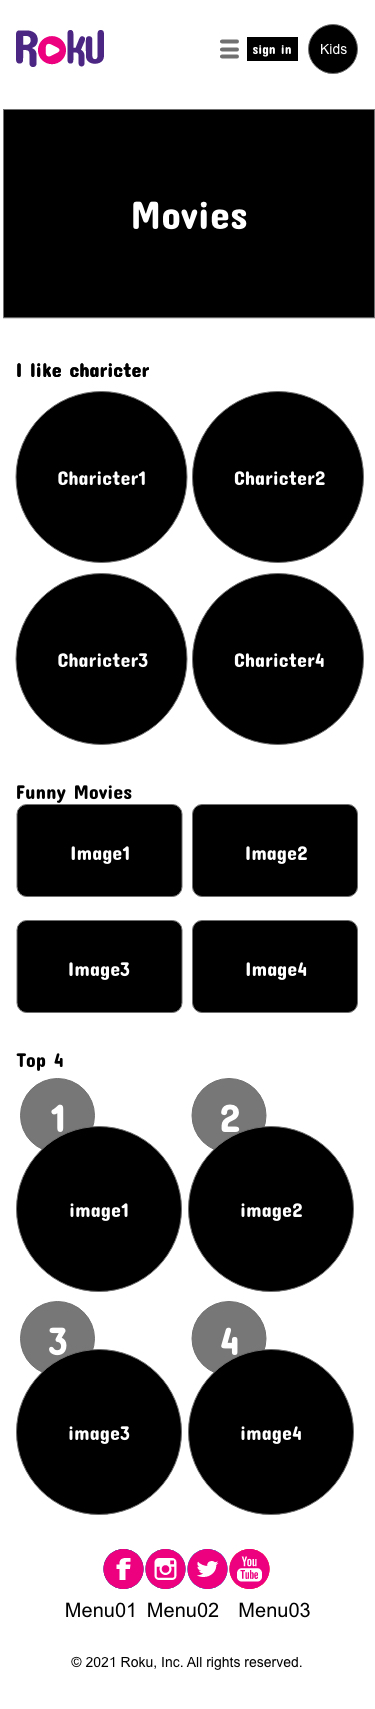 Roku
sign in
Kids
Movies
I like charicter
Charicter1
Charicter2
Charicter3
Charicter4
Funny Movies
Image1
Image2
Image3
Image4
Top 4
1
2
image1
image2
3
4
image3
image4
f
You
Tube
Menu01 Menu02 Menu03
© 2021 Roku, Inc. All rights reserved.